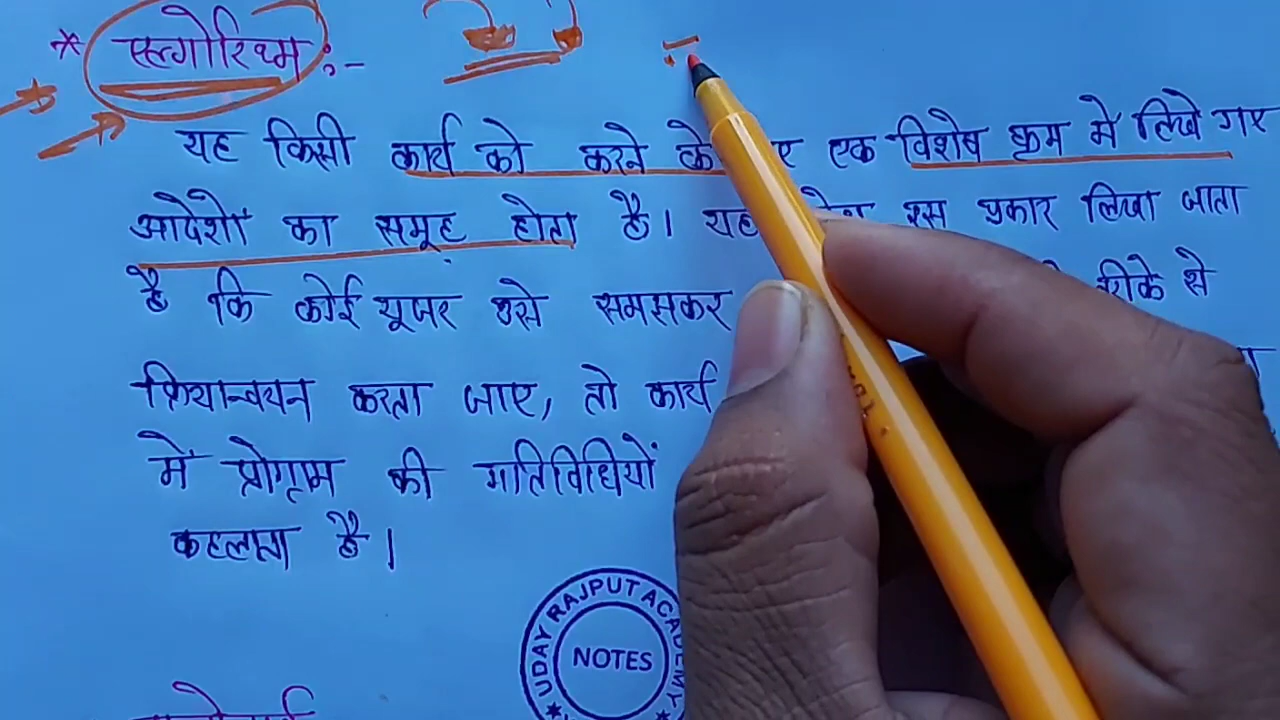 * एल्गोरिथ्म :-
यह किसी कार्य को करने के एक विशेष क्रम मे लिखे गए
आदेशों का समूह होता है। यह इस प्रकार लिखा जाता
है कि कोई यूजर उसे समझकर से
क्रियान्वयन करता जाए, तो कार्य
में प्रोग्राम की गतिविधियों
कहलाता है।
UDAY RAJPUT ACADEMY
NOTES